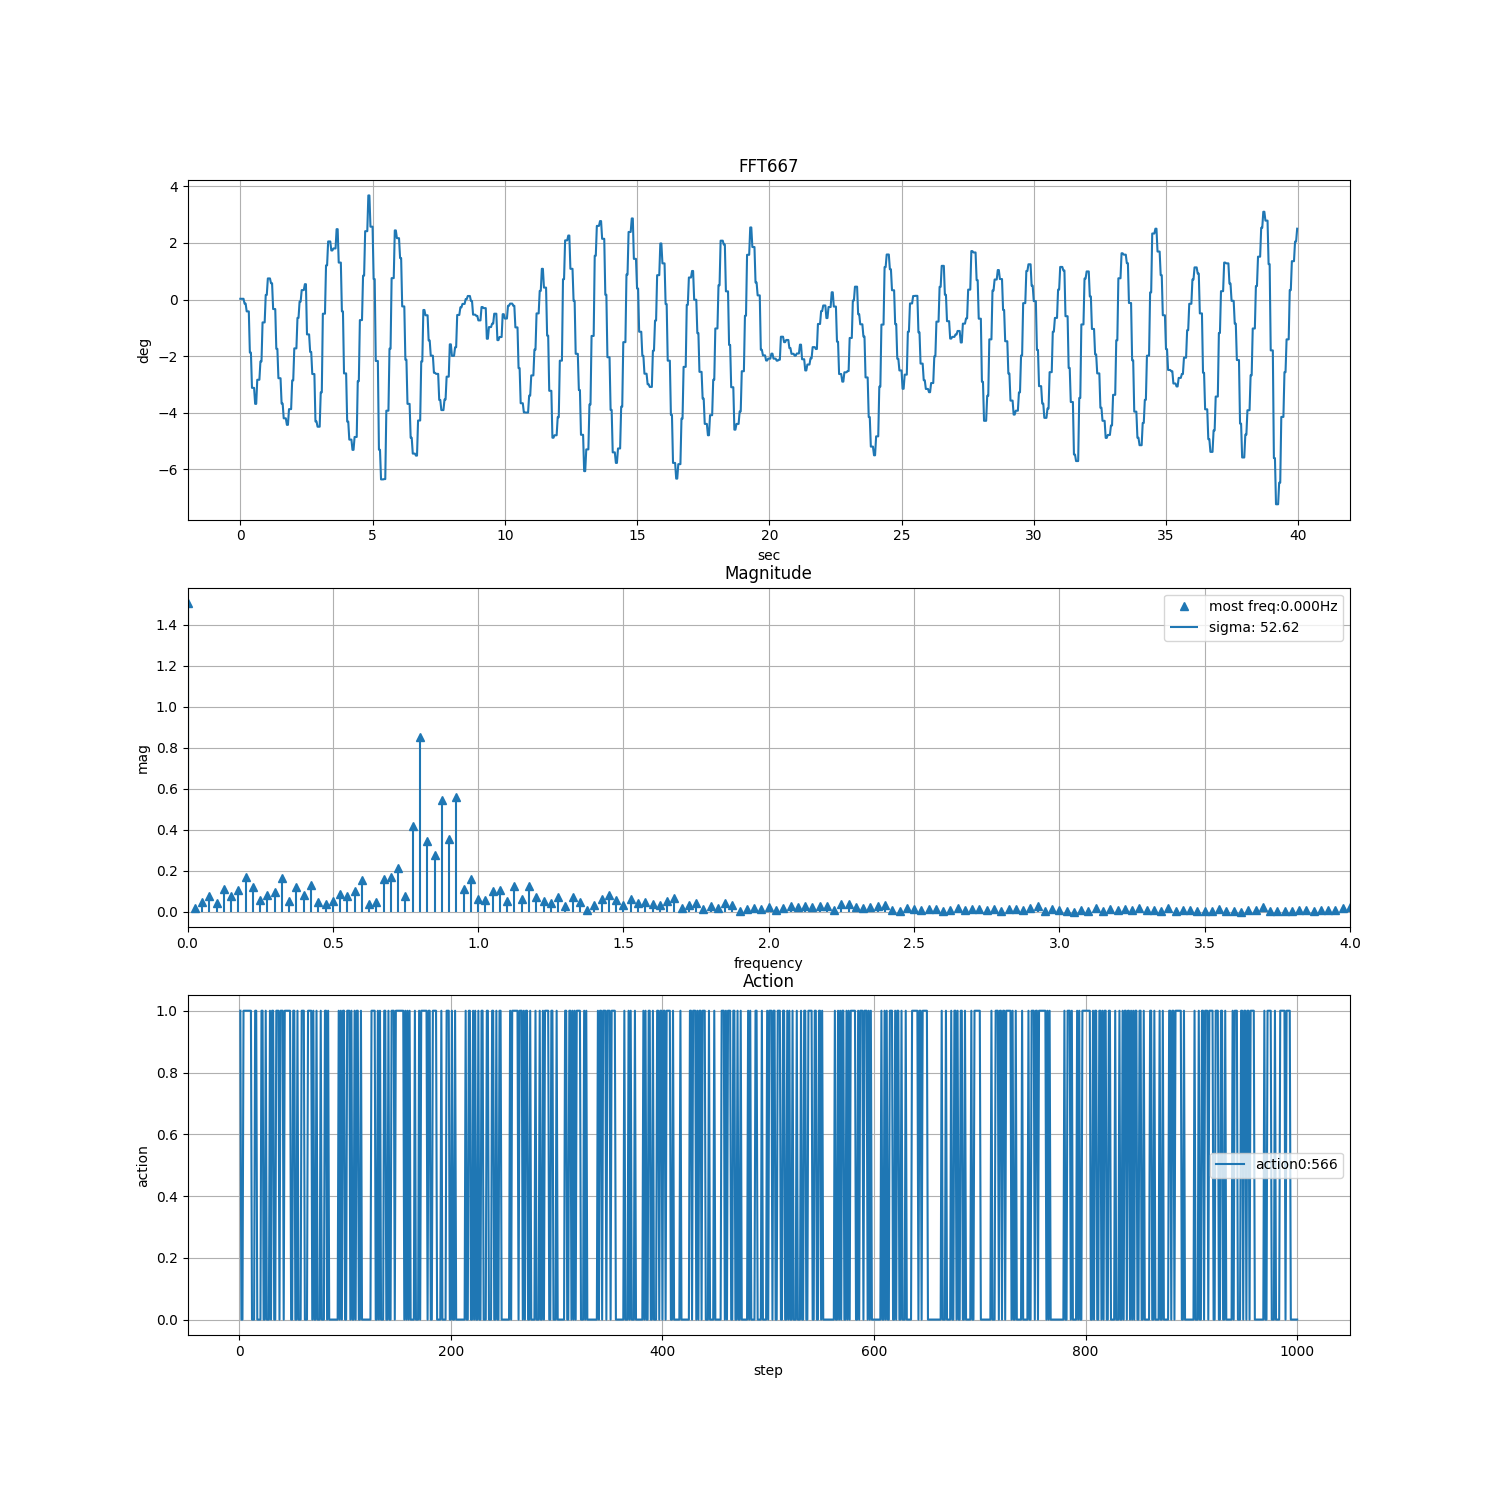 FFT667
4
2
0
−2
−4
−6
deg
0 5 10 15 20 25 30 35 40
sec
Magnitude
most freq:0.000Hz
sigma: 52.62
1.4
1.2
1.0
0.8
0.6
0.4
0.2
0.0
mag
0.0 0.5 1.0 1.5 2.0 2.5 3.0 3.5 4.0
frequency
Action
1.0
0.8
0.6
0.4
0.2
0.0
action
action0:566
0 200 400 600 800 1000
step